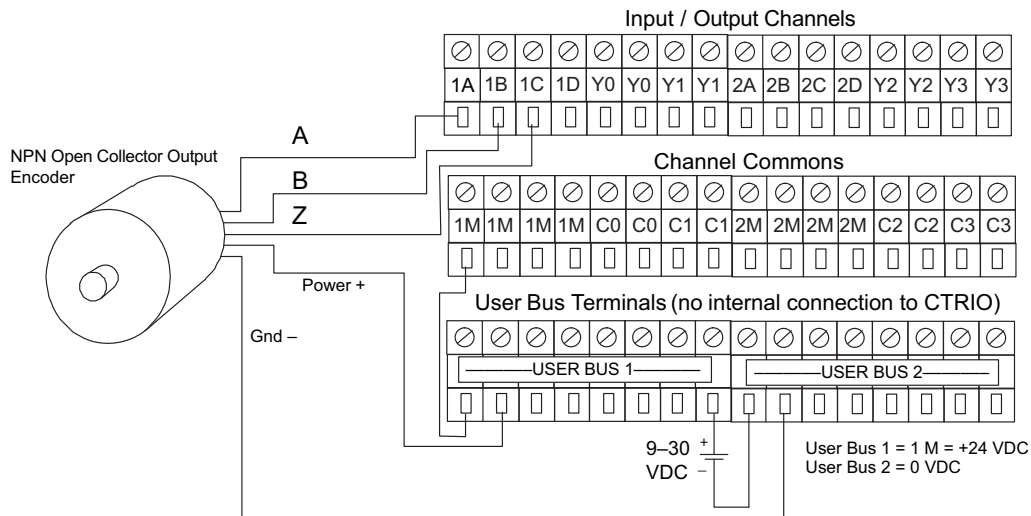 Input / Output Channels
1A 1B 1C 1D Y0 Y0 Y1 Y1 2A 2B 2C 2D Y2 Y2 Y3 Y3
A
NPN Open Collector Output
Encoder
B
Channel Commons
Z
1M 1M 1M 1M C0 C0 C1 C1 2M 2M 2M 2M C2 C2 C3 C3
Power +
User Bus Terminals (no internal connection to CTRIO)
Gnd –
USER BUS 1 USER BUS 2
9–30
VDC
+
–
User Bus 1 = 1 M = +24 VDC
User Bus 2 = 0 VDC